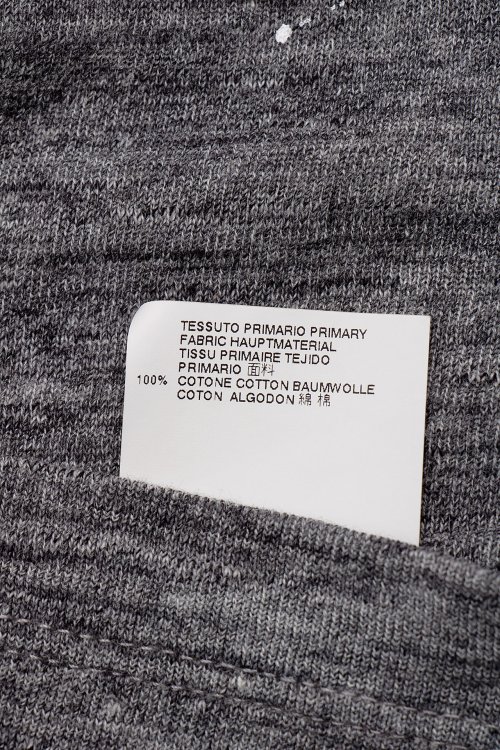 TESSUTO PRIMARIO PRIMARY
FABRIC HAUPTMATERIAL
TISSU PRIMAIRE TEJIDO
PRIMARIO 面料
100% COTONE COTTON BAUMWOLLE
COTON ALGODON 綿 棉